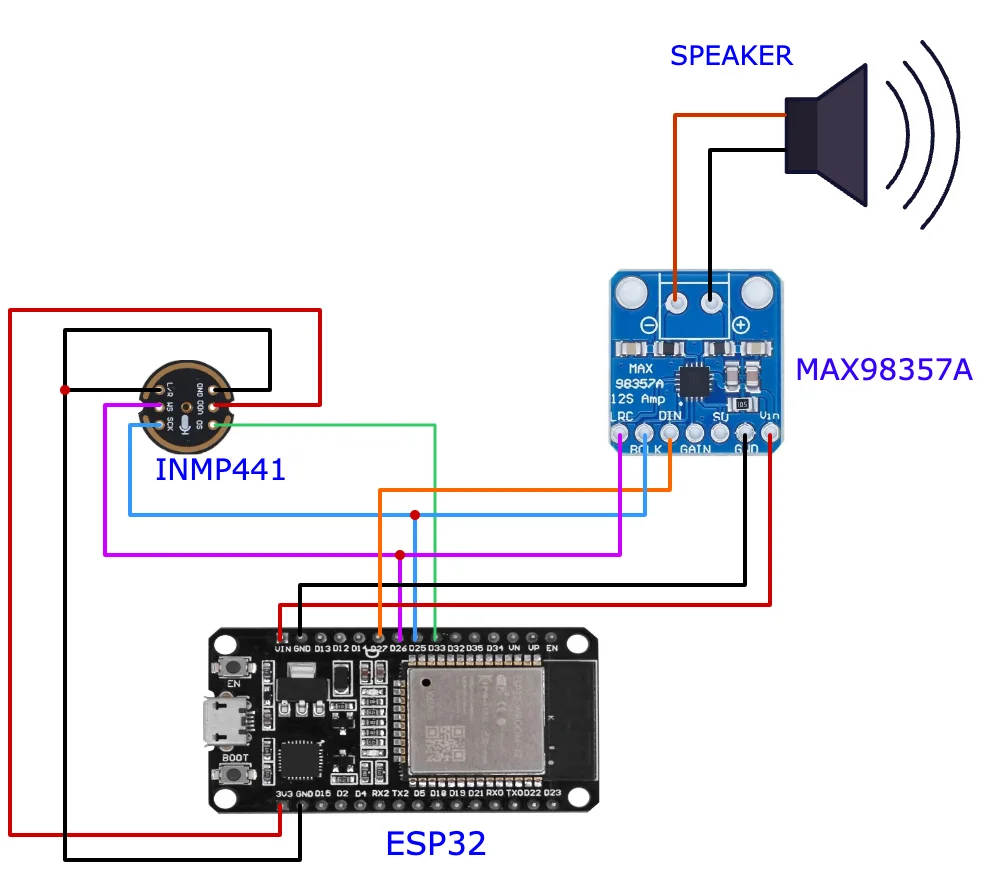 SPEAKER
MAX98357A
MAX
98357A
12S Amp
LRC
DIN
SD
Vin
BCLK
GAIN
GND
L/R
WS
SCK
GND
VDD
SD
INMP441
VIN GND D13 D12 D14 D27 D26 D25 D33 D32 D35 D34 VN VP EN
EN
BOOT
3V3 GND D15 D2 D4 RX2 TX2 D5 D18 D19 D21 RX0 TX0 D22 D23
ESP32